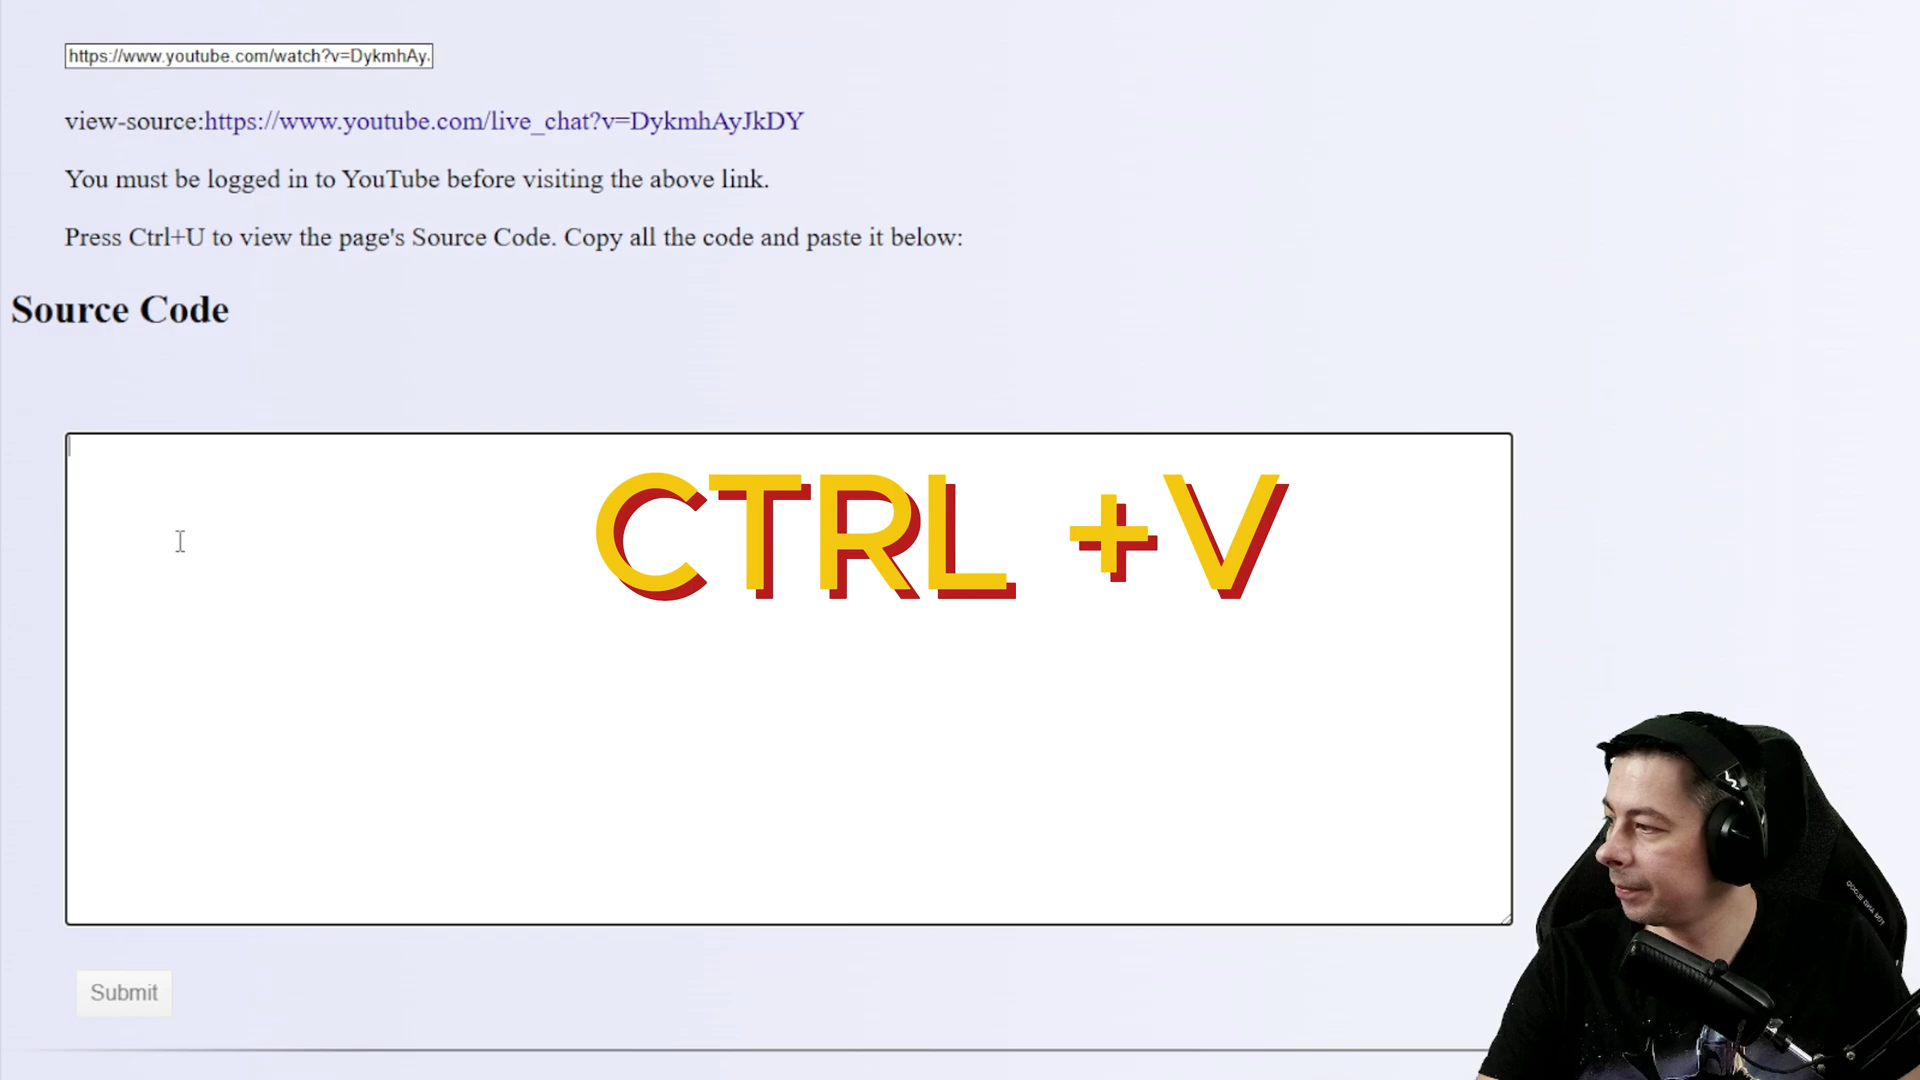 https://www.youtube.com/watch?v=DykmhAy
view-source:https://www.youtube.com/live_chat?v=DykmhAyJkDY
You must be logged in to YouTube before visiting the above link.
Press Ctrl+U to view the page's Source Code. Copy all the code and paste it below:
Source Code
CTRL +V
Submit